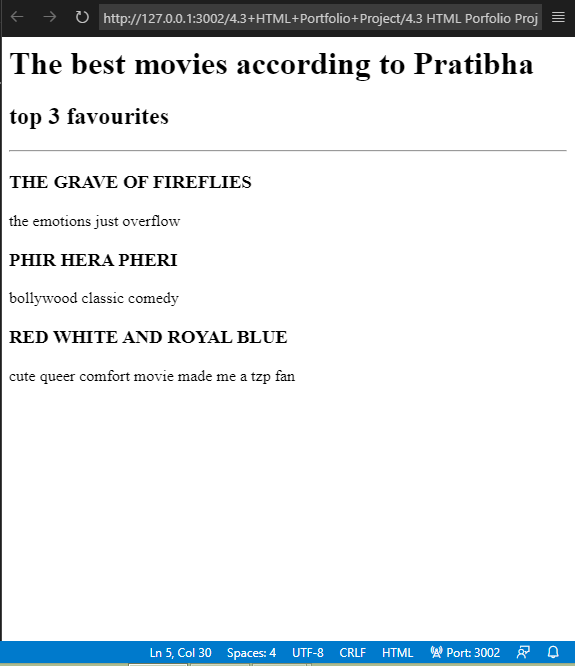 http://127.0.0.1:3002/4.3+HTML+Portfolio+Project/4.3 HTML Porfolio Proj
The best movies according to Pratibha
top 3 favourites
THE GRAVE OF FIREFLIES
the emotions just overflow
PHIR HERA PHERI
bollywood classic comedy
RED WHITE AND ROYAL BLUE
cute queer comfort movie made me a tzp fan
Ln 5, Col 30 Spaces: 4 UTF-8 CRLF HTML Port: 3002